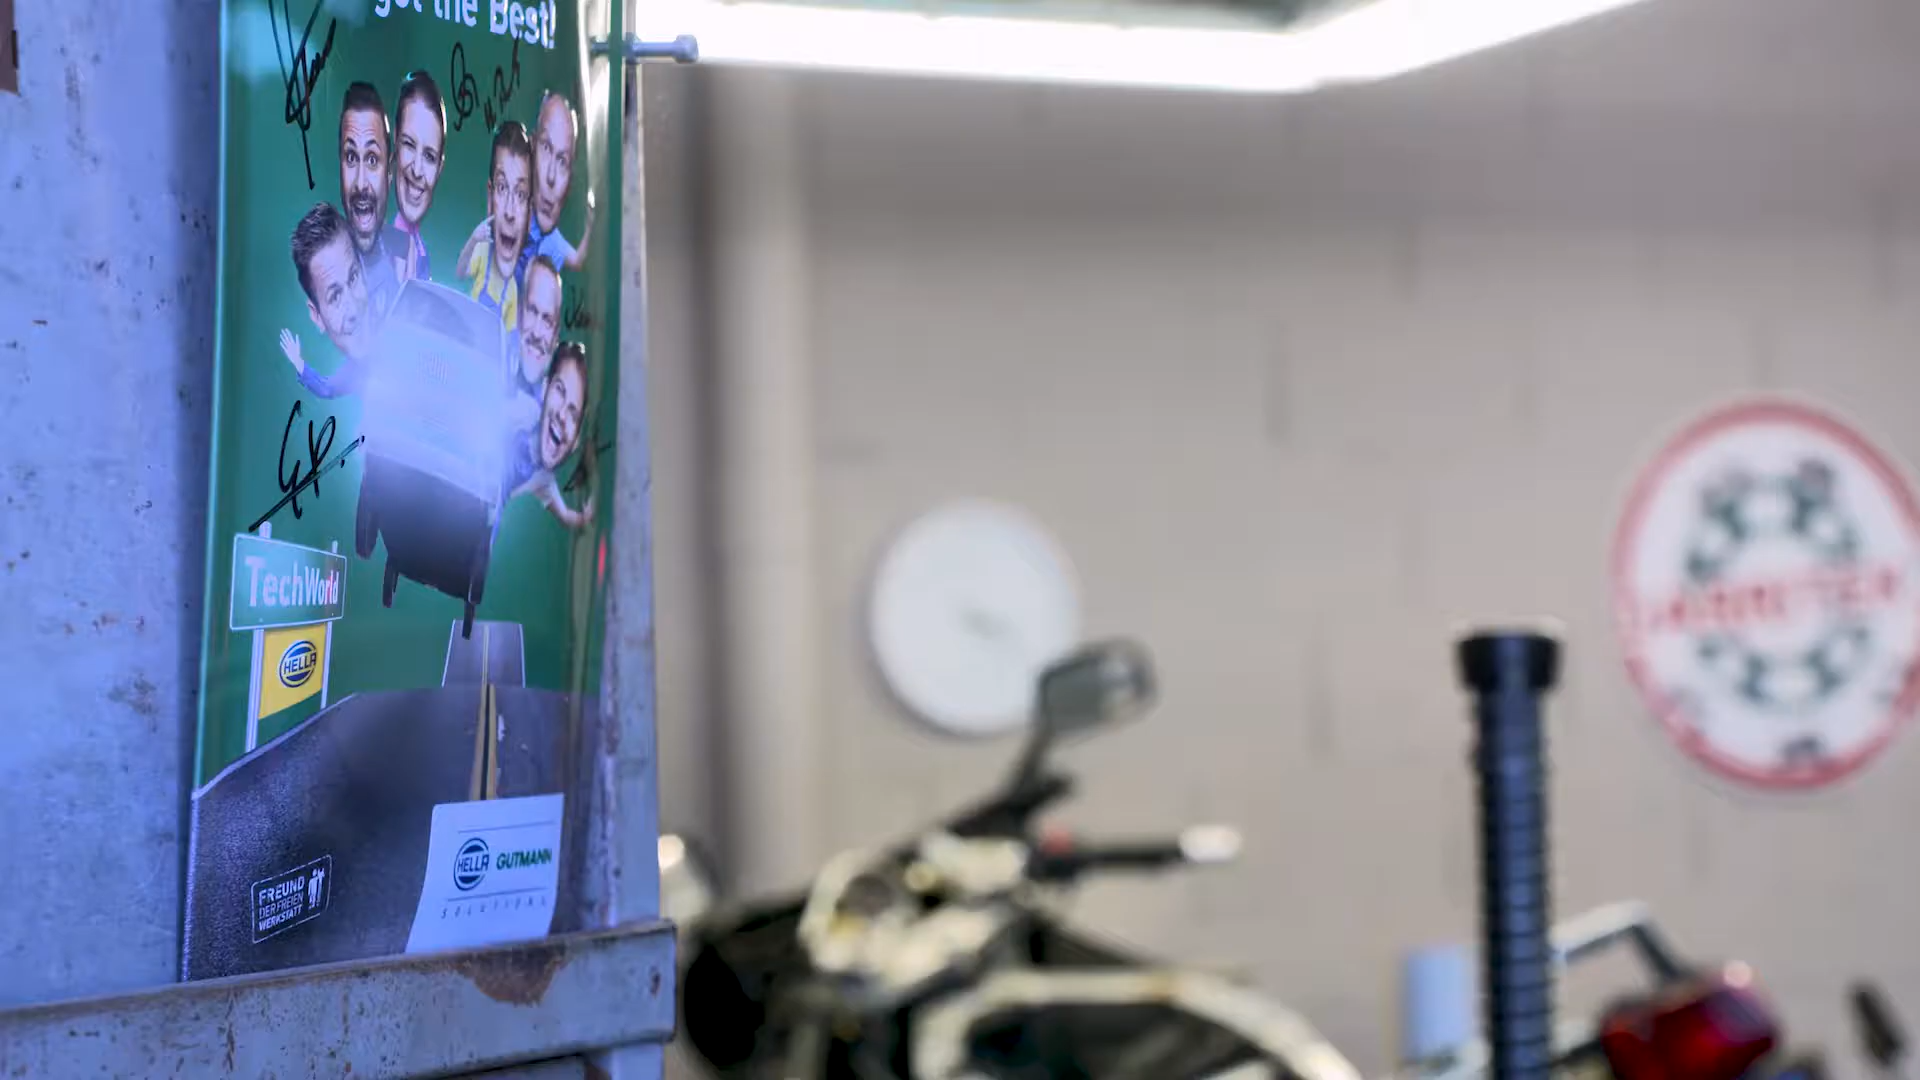 got the Best!
TechWorld
HELLA
HELLA GUTMANN
SOLUTIONS
FREUND
DER FREIEN
WERKSTATT